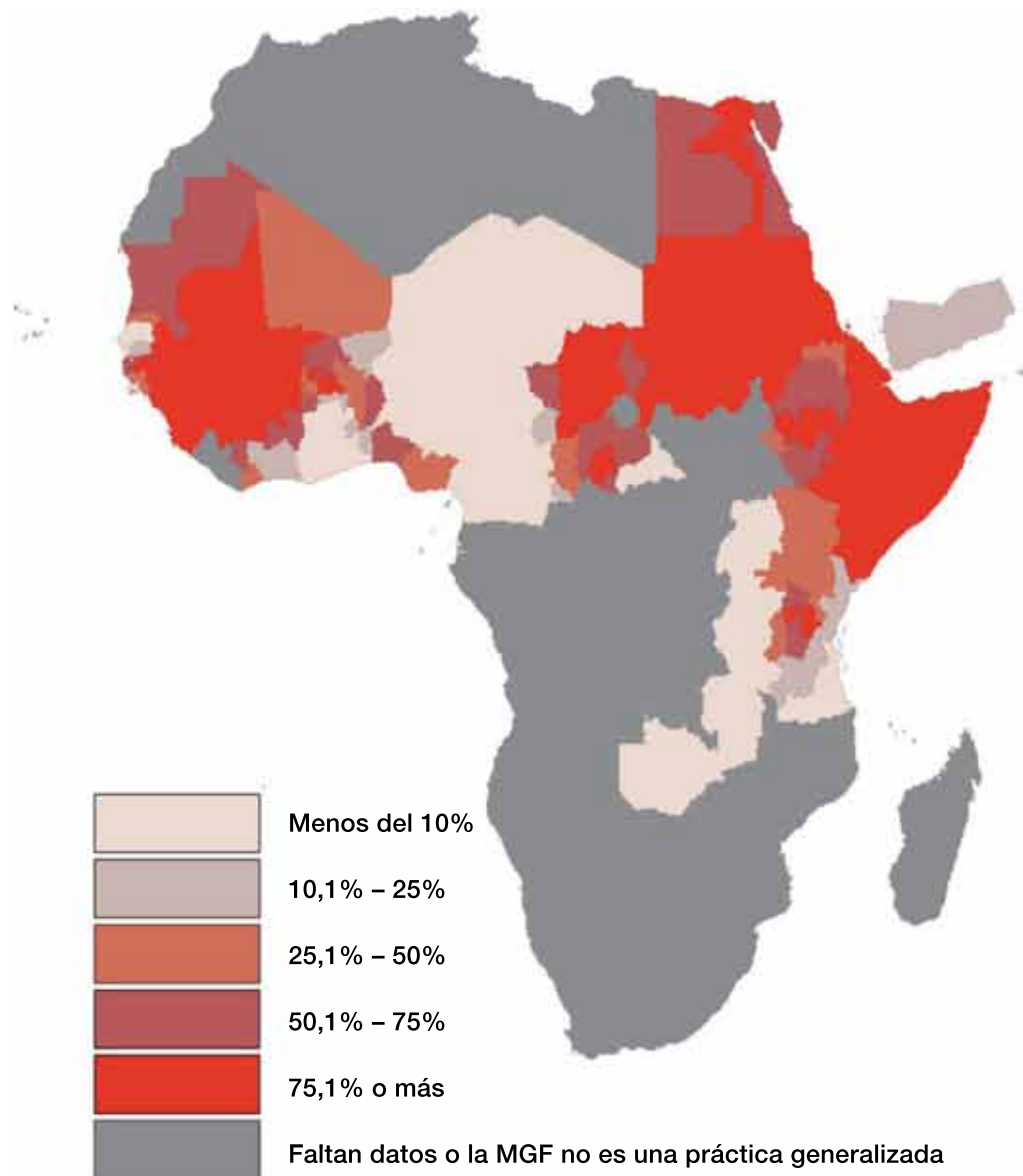 Menos del 10%
10,1% – 25%
25,1% – 50%
50,1% – 75%
75,1% o más
Faltan datos o la MGF no es una práctica generalizada